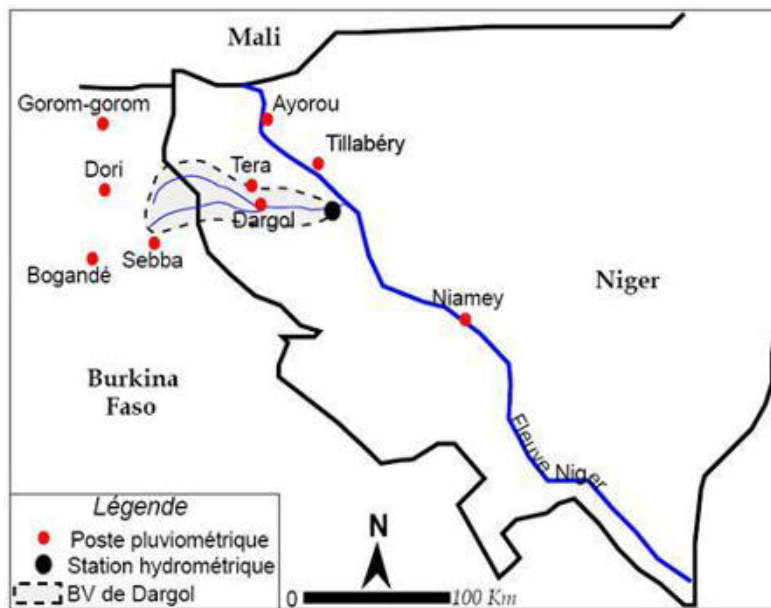 Mali
Gorom-gorom
Ayorou
Tillabéry
Dori
Tera
Dargol
Sebba
Bogandé
Niger
Niamey
Burkina
Faso
Fleuve Niger
Légende
Poste pluviométrique
Station hydrométrique
BV de Dargol
N
0
100 Km